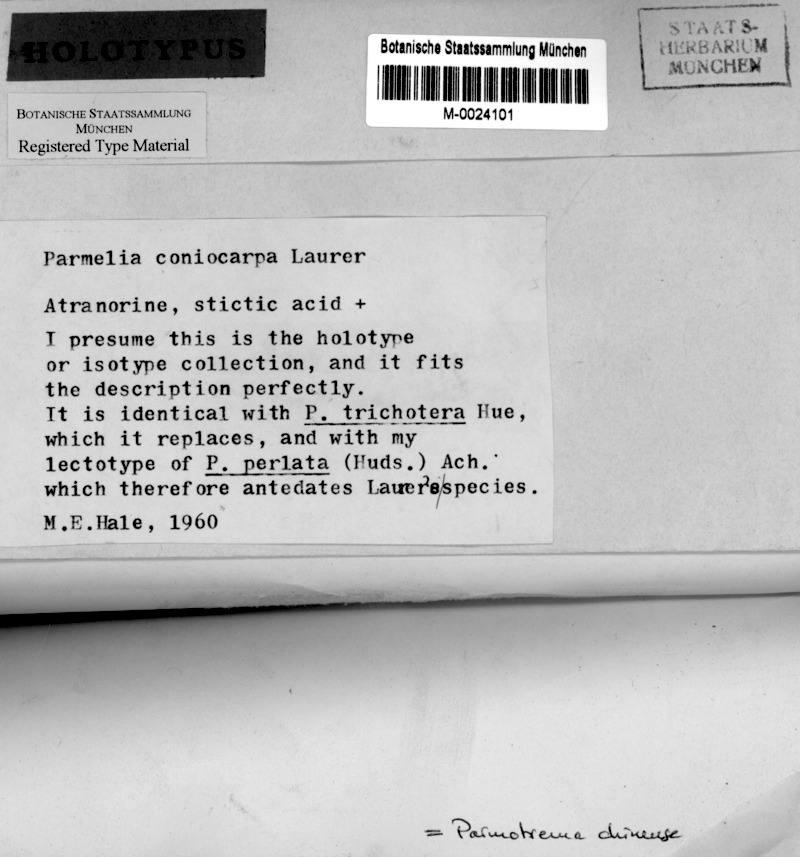 HOLOTYPUS
Botanische Staatssammlung
München
Registered Type Material
Botanische Staatssammlung München
M-0024101
STAATS-
HERBARIUM
MÜNCHEN
Parmelia coniocarpa Laurer
Atranorine, stictic acid +
I presume this is the holotype
or isotype collection, and it fits
the description perfectly.
It is identical with P. trichotera Hue,
which it replaces, and with my
lectotype of P. perlata (Huds.) Ach.
which therefore antedates Laurer's species.
M.E.Hale, 1960
= Parmotrema chinense